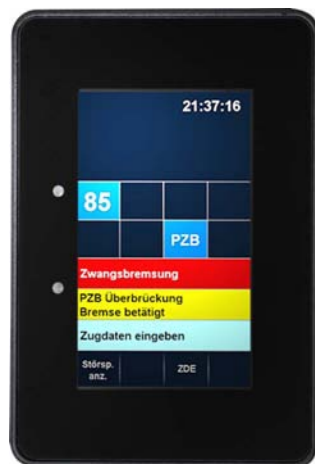 21:37:16
85
PZB
Zwangsbremsung
PZB Überbrückung
Bremse betätigt
Zugdaten eingeben
Störsp. ZDE
anz.